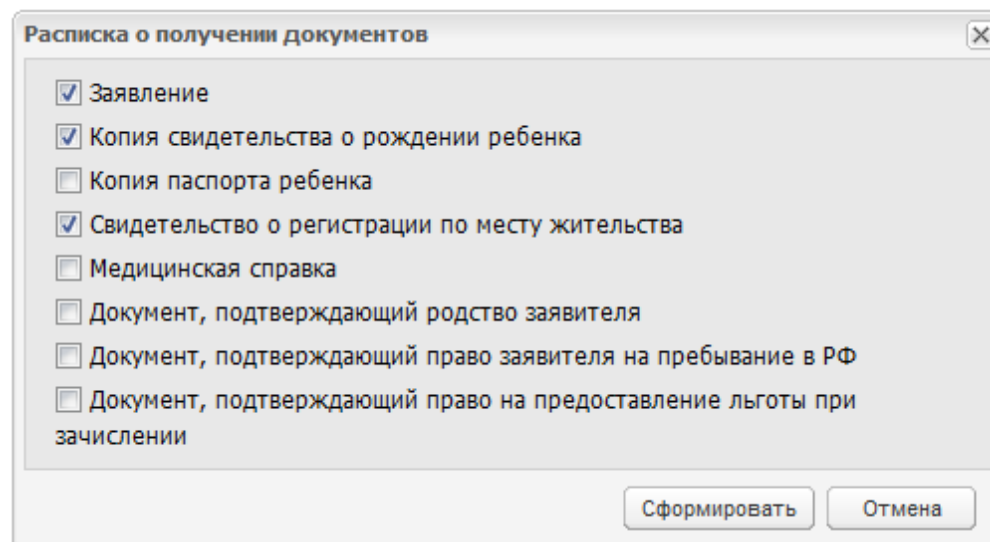 Расписка о получении документов
Заявление
Копия свидетельства о рождении ребенка
Копия паспорта ребенка
Свидетельство о регистрации по месту жительства
Медицинская справка
Документ, подтверждающий родство заявителя
Документ, подтверждающий право заявителя на пребывание в РФ
Документ, подтверждающий право на предоставление льготы при
зачислении
Сформировать Отмена